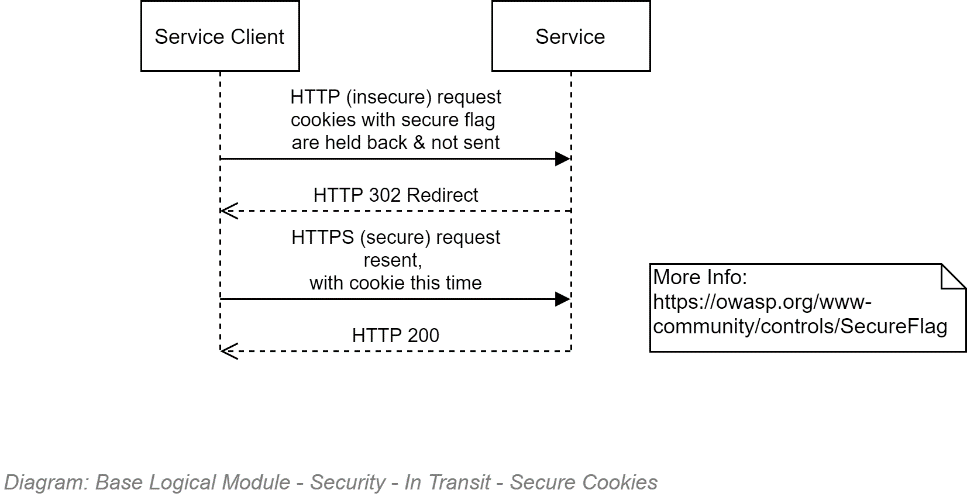 Service Client
Service
HTTP (insecure) request
cookies with secure flag
are held back & not sent
HTTP 302 Redirect
HTTPS (secure) request
resent,
with cookie this time
HTTP 200
More Info:
https://owasp.org/www-
community/controls/SecureFlag
Diagram: Base Logical Module - Security - In Transit - Secure Cookies